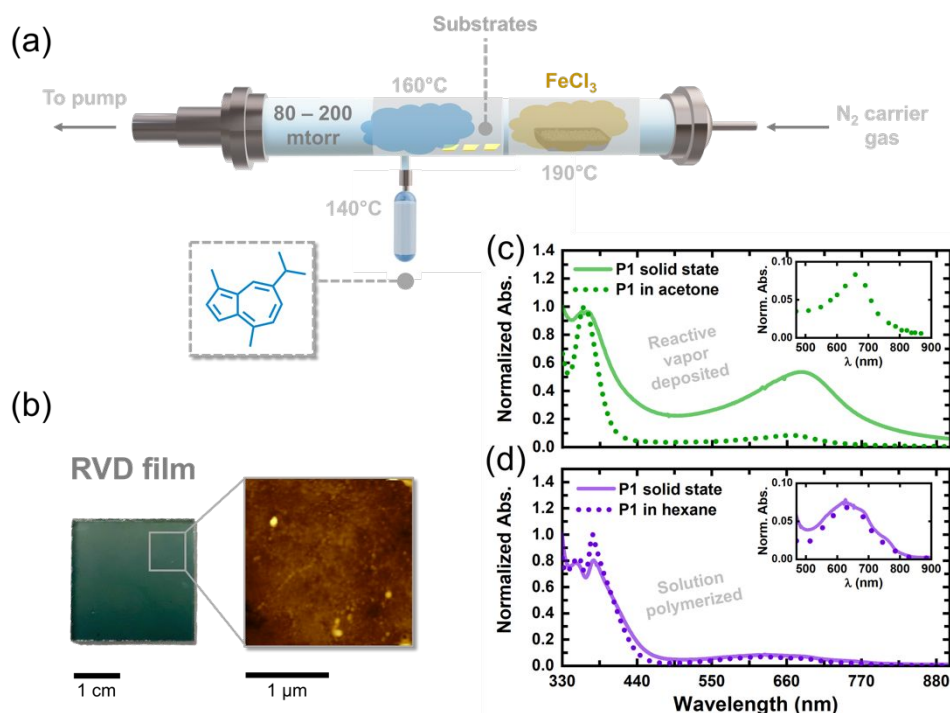 (a)
Substrates
To pump
160°C
FeCl3
80 – 200
mtorr
N2 carrier
gas
190°C
140°C
(b)
RVD film
1 cm
1 µm
(c)
Normalized Abs.
1.4
1.2
1.0
0.8
0.6
0.4
0.2
0.0
P1 solid state
P1 in acetone
Reactive
vapor
deposited
Norm. Abs.
0.10
0.05
0.00
500 600 700 800 900
λ (nm)
(d)
Normalized Abs.
1.4
1.2
1.0
0.8
0.6
0.4
0.2
0.0
P1 solid state
P1 in hexane
Solution
polymerized
Norm. Abs.
0.10
0.05
0.00
500 600 700 800 900
λ (nm)
330 440 550 660 770 880
Wavelength (nm)